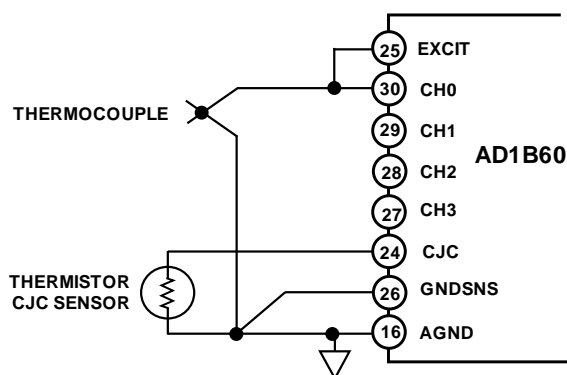 25 EXCIT
30 CH0
THERMOCOUPLE
29 CH1
AD1B60
28 CH2
27 CH3
24 CJC
THERMISTOR
CJC SENSOR
26 GNDSNS
16 AGND